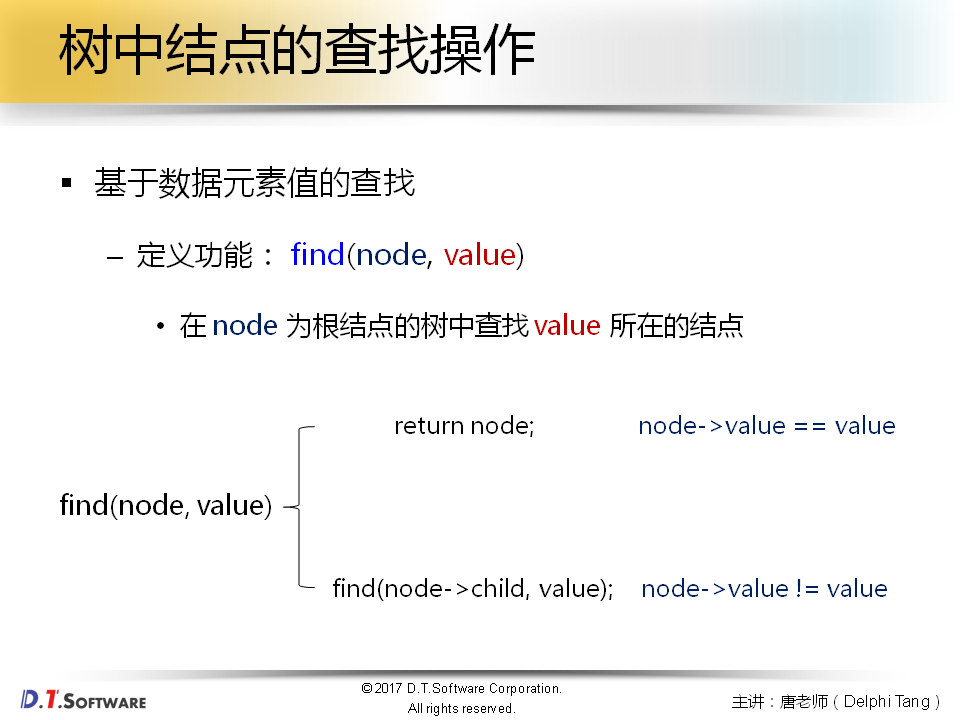 树中结点的查找操作
▪ 基于数据元素值的查找
– 定义功能：find(node, value)
• 在 node 为根结点的树中查找 value 所在的结点
return node; node->value == value
find(node, value)
find(node->child, value); node->value != value
©2017 D.T.Software Corporation.
All rights reserved.
D.T.SOFTWARE
主讲：唐老师（Delphi Tang）